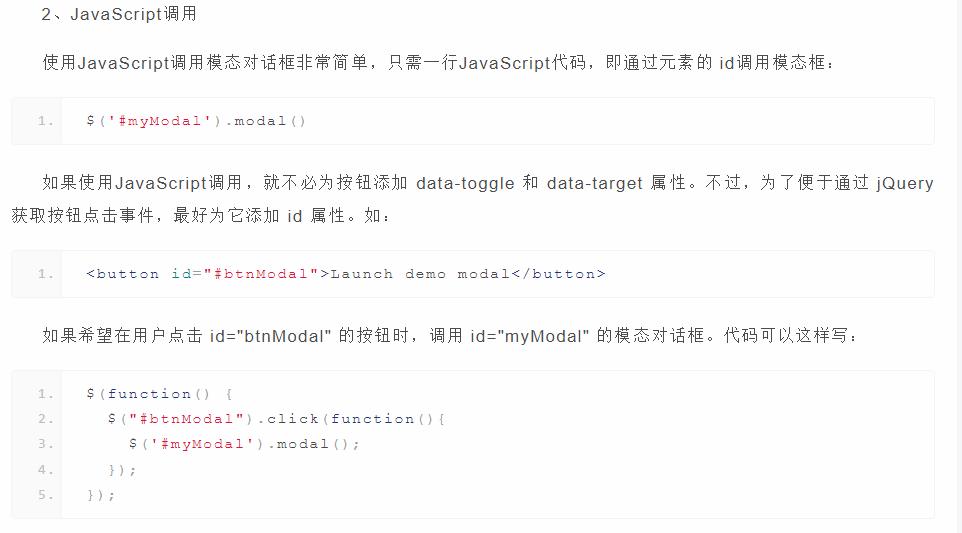 2、JavaScript调用
使用JavaScript调用模态对话框非常简单，只需一行JavaScript代码，即通过元素的 id调用模态框：
1. $('#myModal').modal()
如果使用JavaScript调用，就不必为按钮添加 data-toggle 和 data-target 属性。不过，为了便于通过 jQuery
获取按钮点击事件，最好为它添加 id 属性。如：
1. <button id="#btnModal">Launch demo modal</button>
如果希望在用户点击 id="btnModal" 的按钮时，调用 id="myModal" 的模态对话框。代码可以这样写：
1. $(function() {
2. $("#btnModal").click(function(){
3. $('#myModal').modal();
4. });
5. });